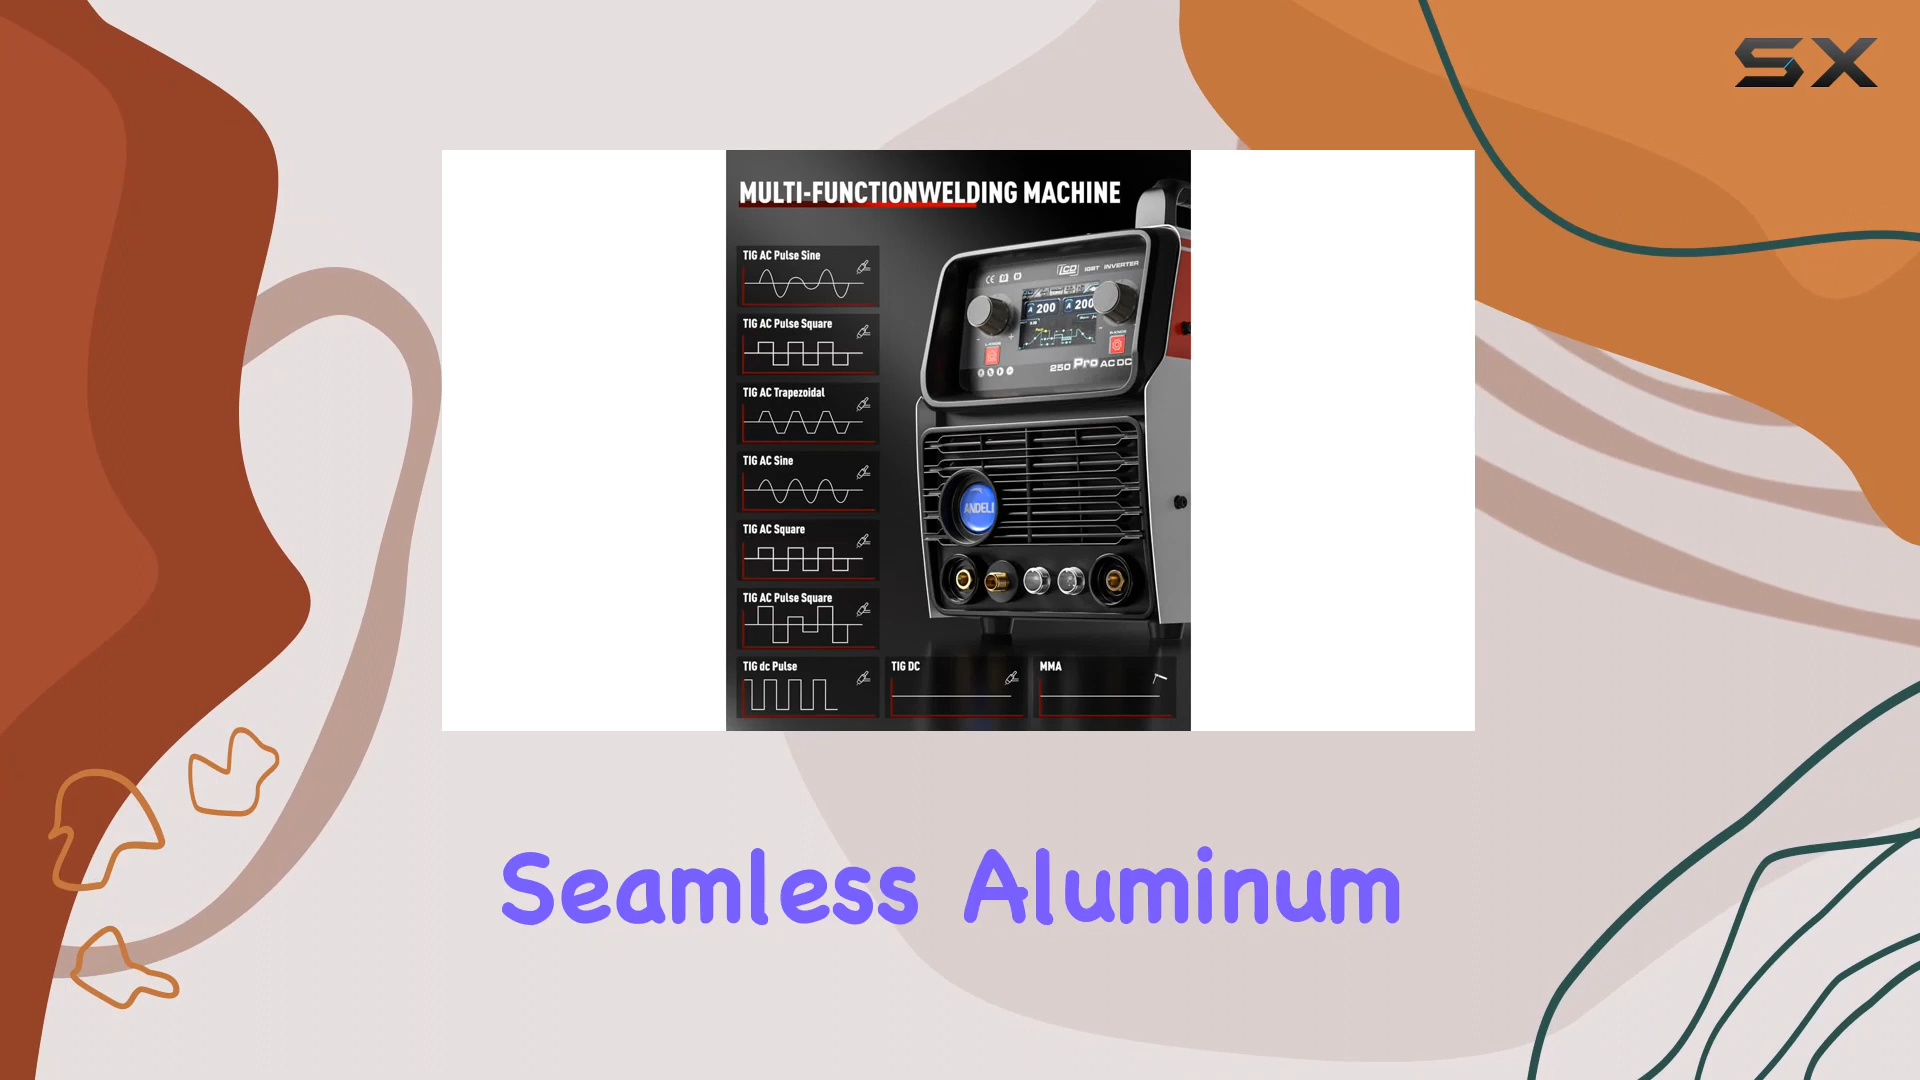 SX
MULTI-FUNCTIONWELDING MACHINE
TIG AC Pulse Sine
TIG AC Pulse Square
TIG AC Trapezoidal
TIG AC Sine
TIG AC Square
TIG AC Pulse Square
TIG dc Pulse
TIG DC
MMA
CE
LCD IGBT INVERTER
A 200
A 200
250 Pro AC DC
ANDELI
Seamless Aluminum